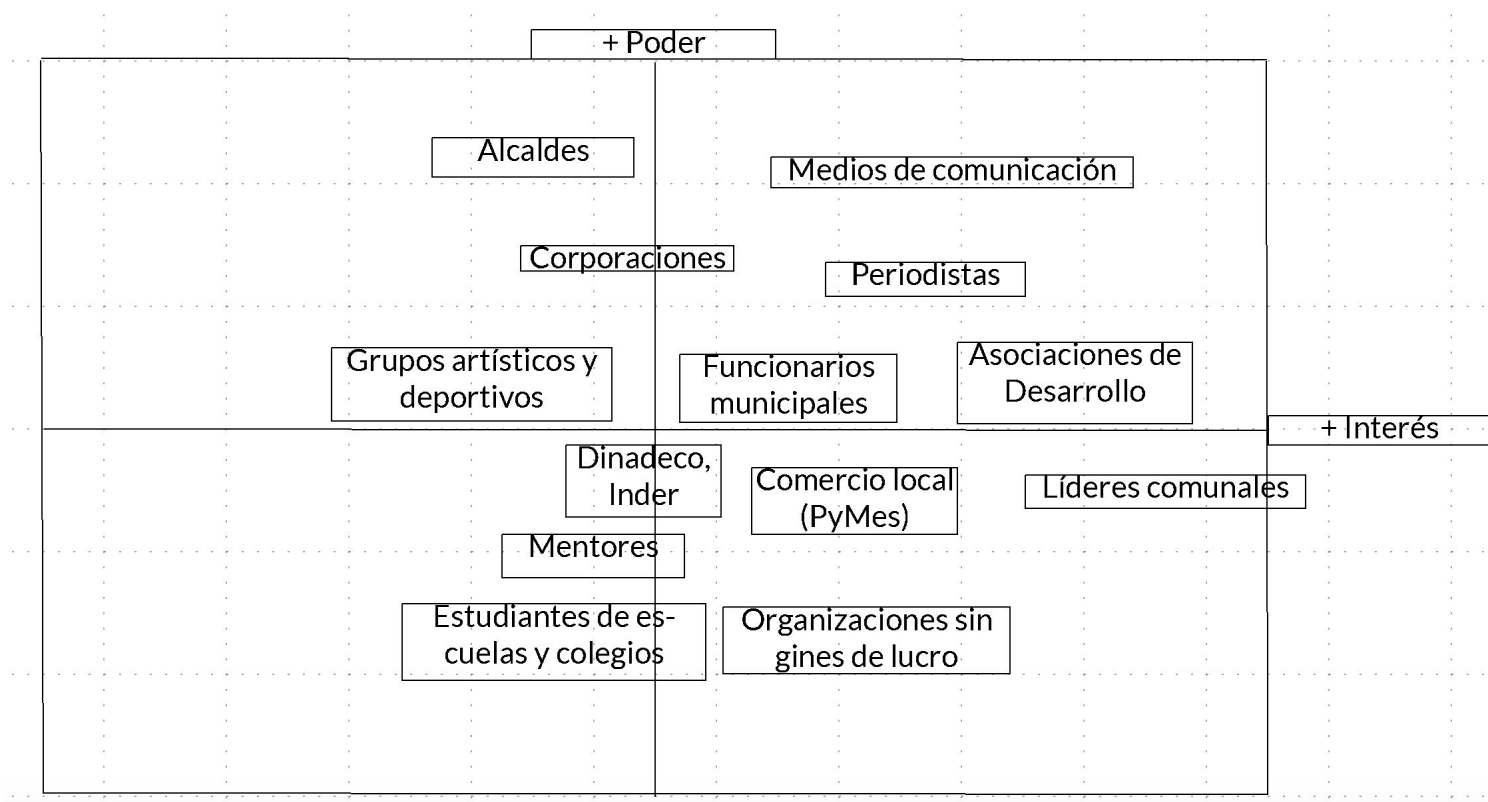 + Poder
Alcaldes
Medios de comunicación
Corporaciones
Periodistas
Grupos artísticos y
deportivos
Funcionarios
municipales
Asociaciones de
Desarrollo
+ Interés
Dinadeco,
Inder
Comercio local
(PyMes)
Líderes comunales
Mentores
Estudiantes de es-
cuelas y colegios
Organizaciones sin
gines de lucro